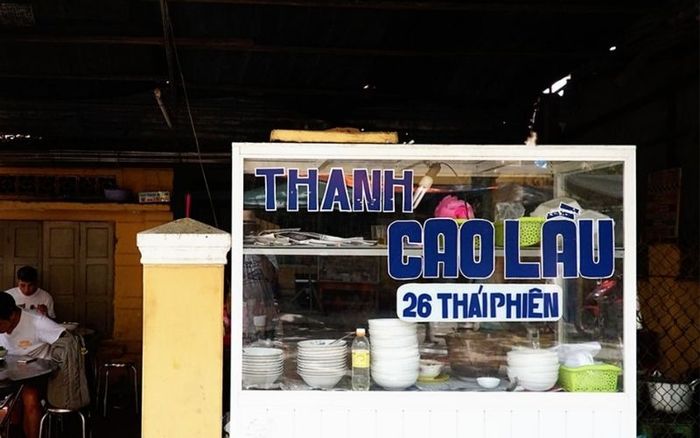 THANH
CAO LẦU
26 THÁI PHIÊN